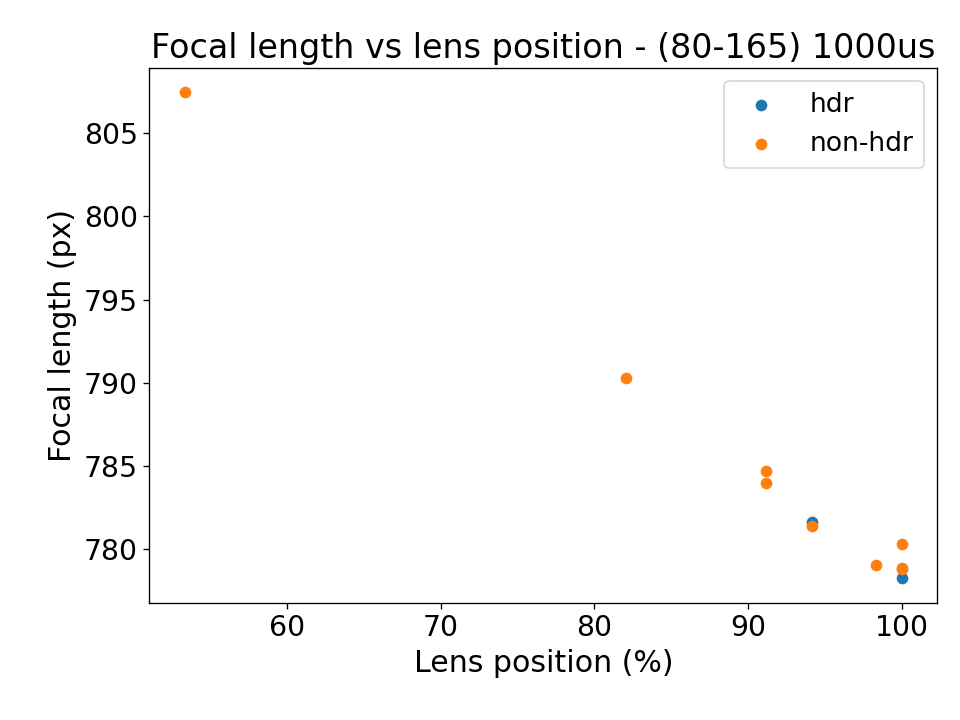 Focal length vs lens position - (80-165) 1000us
hdr
non-hdr
805
800
795
790
785
780
Focal length (px)
60 70 80 90 100
Lens position (%)